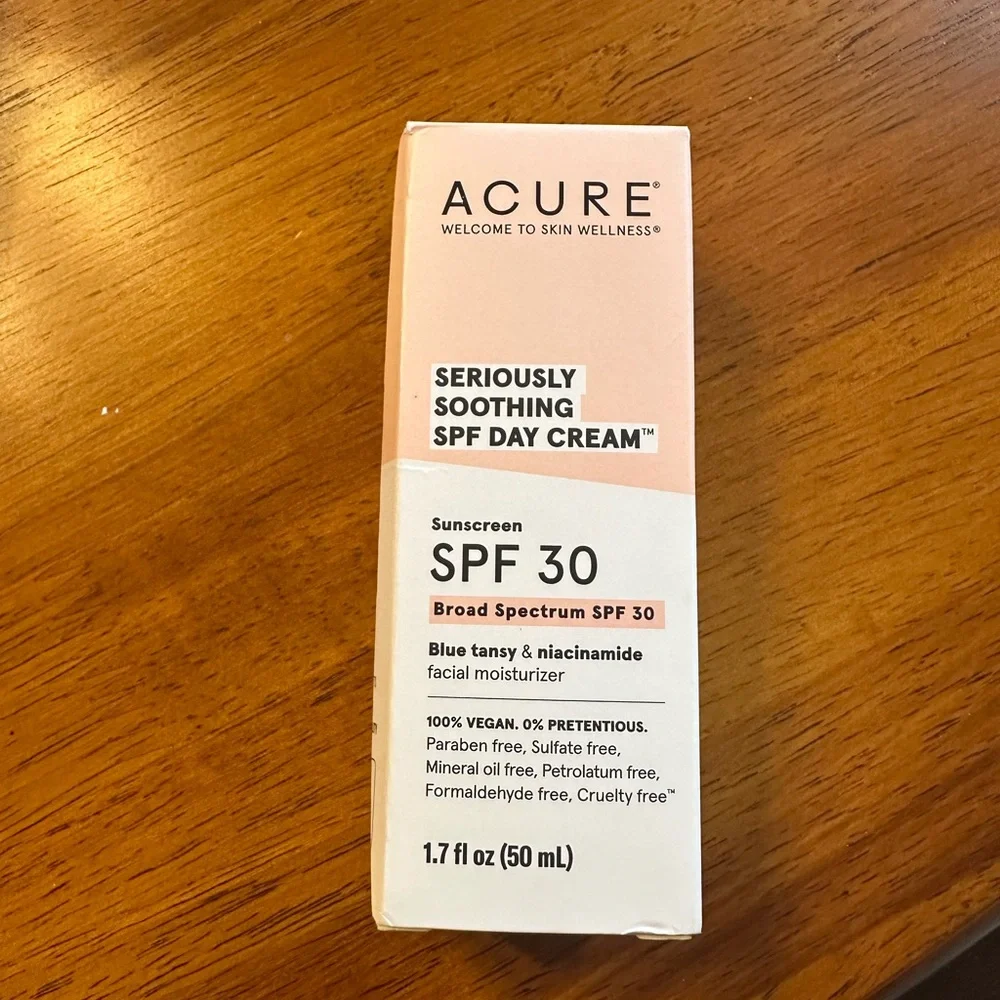 ACURE®
WELCOME TO SKIN WELLNESS®
SERIOUSLY
SOOTHING
SPF DAY CREAM™
Sunscreen
SPF 30
Broad Spectrum SPF 30
Blue tansy & niacinamide
facial moisturizer
100% VEGAN. 0% PRETENTIOUS.
Paraben free, Sulfate free,
Mineral oil free, Petrolatum free,
Formaldehyde free, Cruelty free™
1.7 fl oz (50 mL)